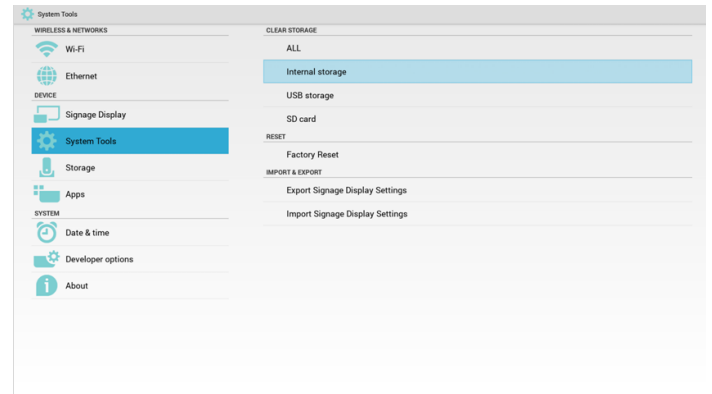 System Tools
WIRELESS & NETWORKS
Wi-Fi
Ethernet
DEVICE
Signage Display
System Tools
Storage
Apps
SYSTEM
Date & time
Developer options
About
CLEAR STORAGE
ALL
Internal storage
USB storage
SD card
RESET
Factory Reset
IMPORT & EXPORT
Export Signage Display Settings
Import Signage Display Settings